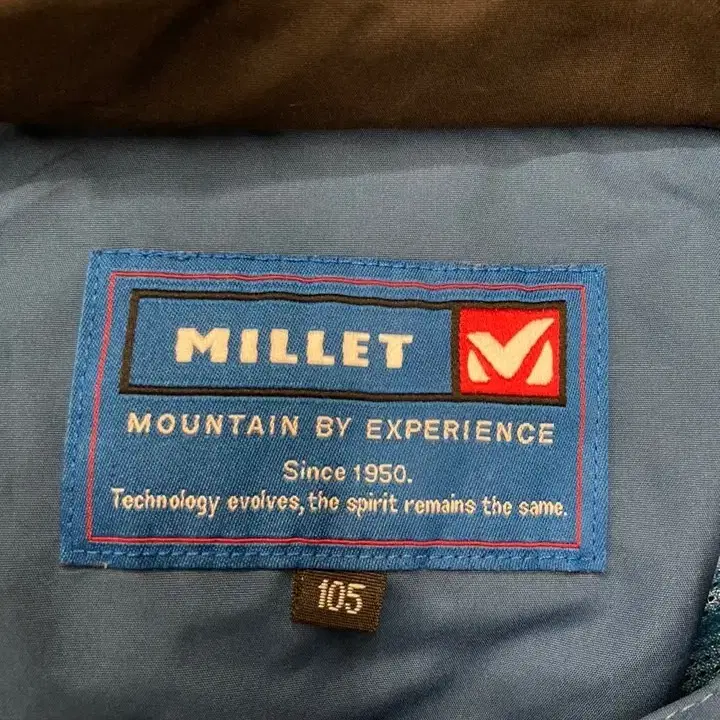 MILLET
MOUNTAIN BY EXPERIENCE
Since 1950.
Technology evolves, the spirit remains the same.
105